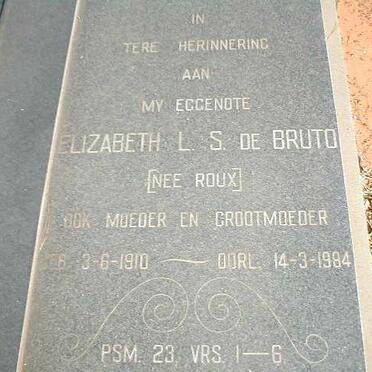 IN
TERE HERINNERING
AAN
MY EGGENOTE
ELIZABETH L. S. DE BRUTO
[NEE ROUX]
OOK MOEDER EN GROOTMOEDER
GEB. 3-6-1910 — OORL. 14-3-1984
PSM. 23, VRS. 1-6